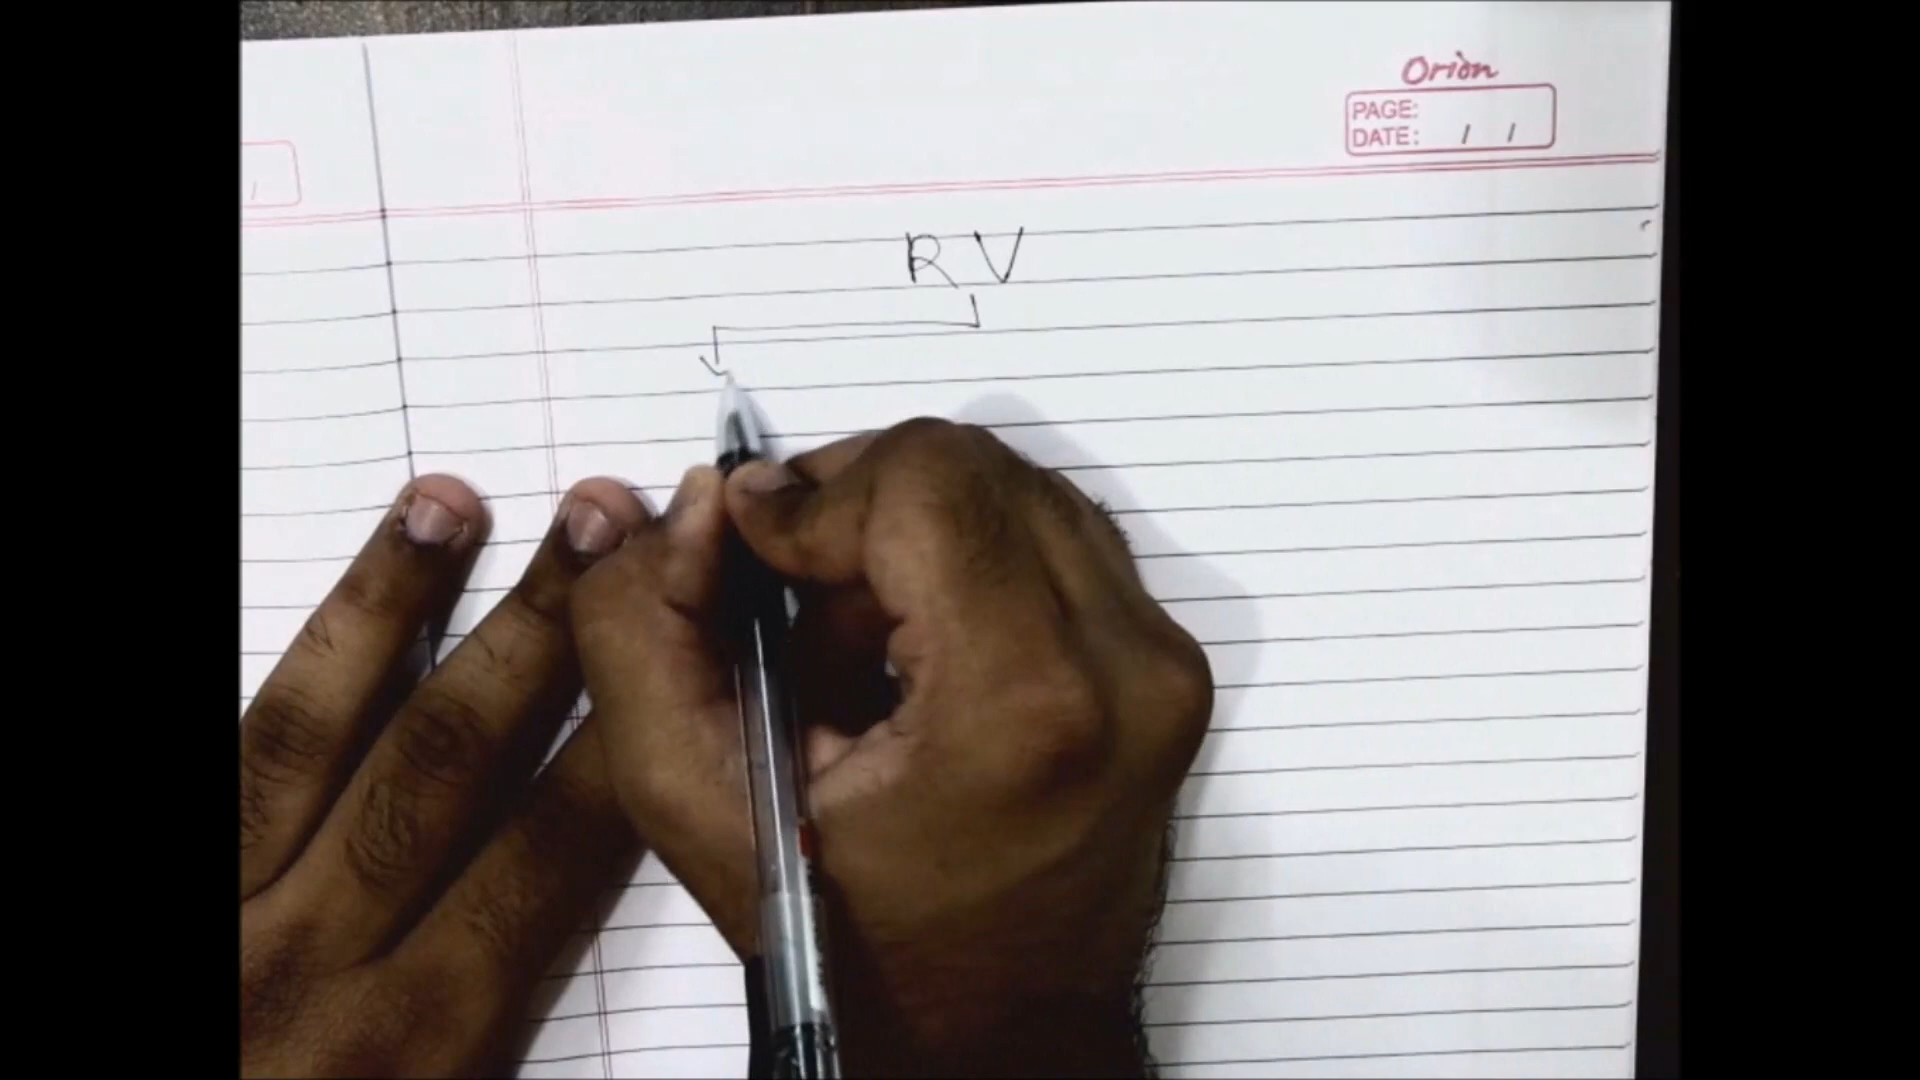 Orion
PAGE:
DATE: / /
RV